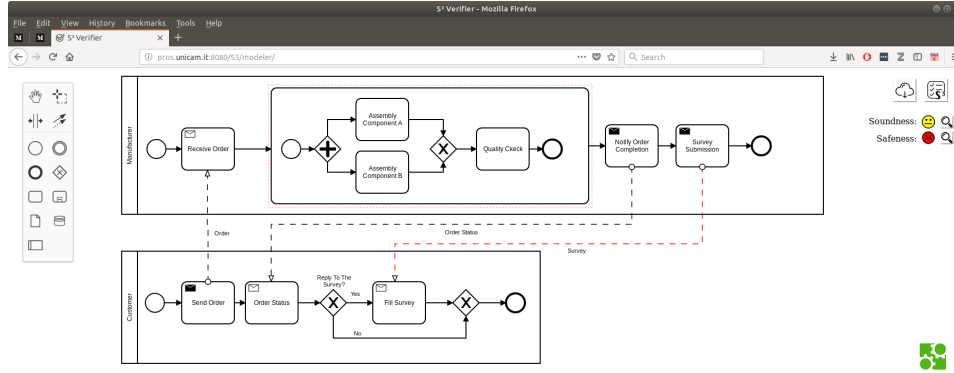 S³ Verifier - Mozilla Firefox
File Edit View History Bookmarks Tools Help
M M S³ Verifier × +
pros.unicam.it:8080/S3/modeler/
Search
S³
Soundness:
Safeness:
Manufacturer
Receive Order
Assembly
Component A
Assembly
Component B
Quality Ckeck
Notify Order
Completion
Survey
Submission
Order
Order Status
Survey
Customer
Send Order
Order Status
Reply To The
Survey?
Yes
No
Fill Survey